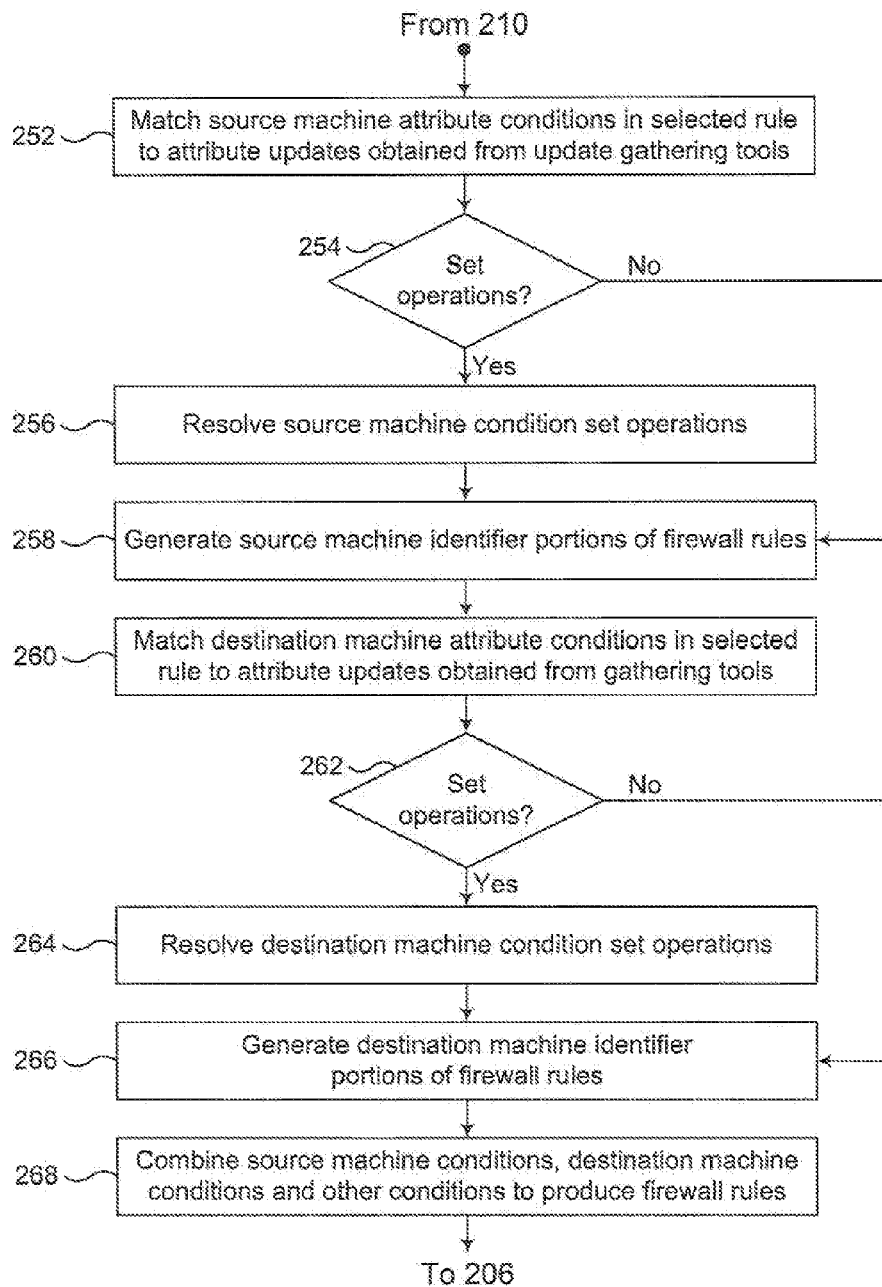 From 210
252
Match source machine attribute conditions in selected rule
to attribute updates obtained from update gathering tools
254
Set
operations?
No
Yes
256
Resolve source machine condition set operations
258
Generate source machine identifier portions of firewall rules
260
Match destination machine attribute conditions in selected
rule to attribute updates obtained from gathering tools
262
Set
operations?
No
Yes
264
Resolve destination machine condition set operations
266
Generate destination machine identifier
portions of firewall rules
268
Combine source machine conditions, destination machine
conditions and other conditions to produce firewall rules
To 206